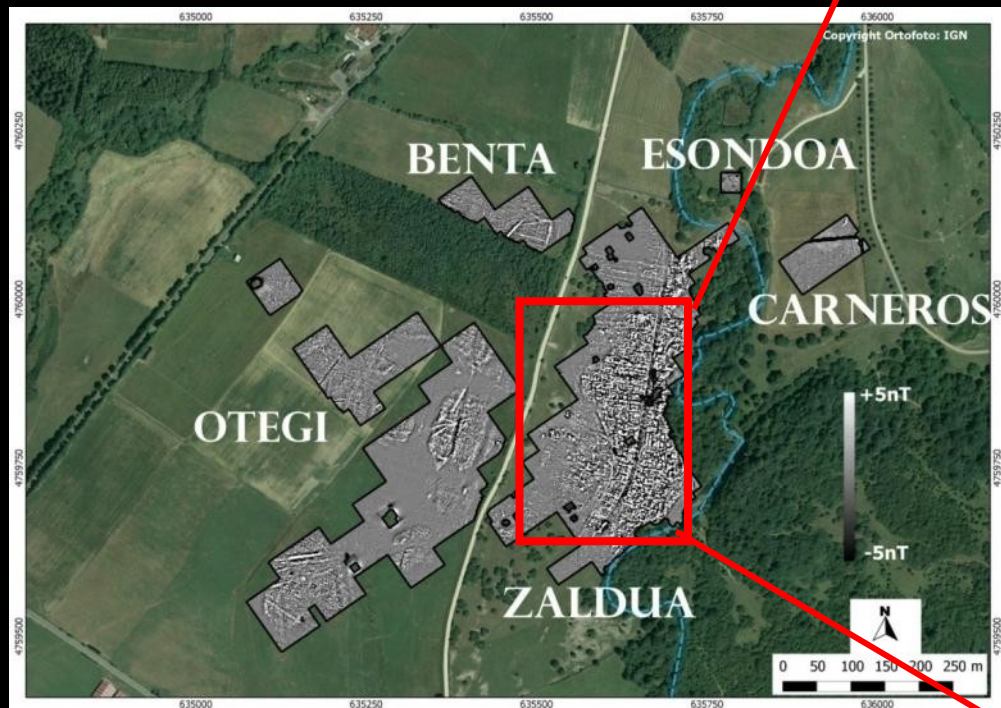 635000 635250 635500 635750 636000
Copyright Ortofoto: IGN
4760250 4760250
BENTA
ESONDOA
4760000 4760000
CARNEROS
+5nT
OTEGI
4759750 4759750
-5nT
ZALDUA
N
4759500 4759500
0 50 100 150 200 250 m
635000 635250 635500 635750 636000